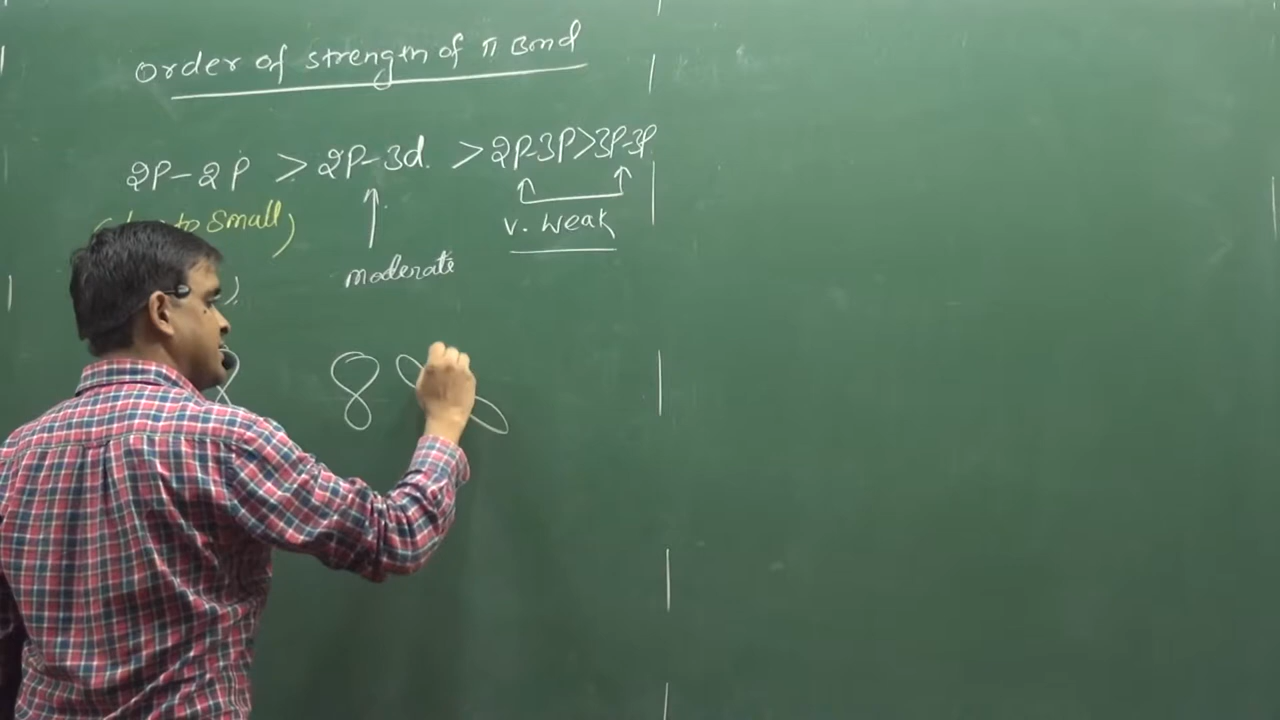 Order of strength of π Bond
2P-2P > 2P-3d. > 2P-3P>3P-3P
to small)
v. weak
moderate
)